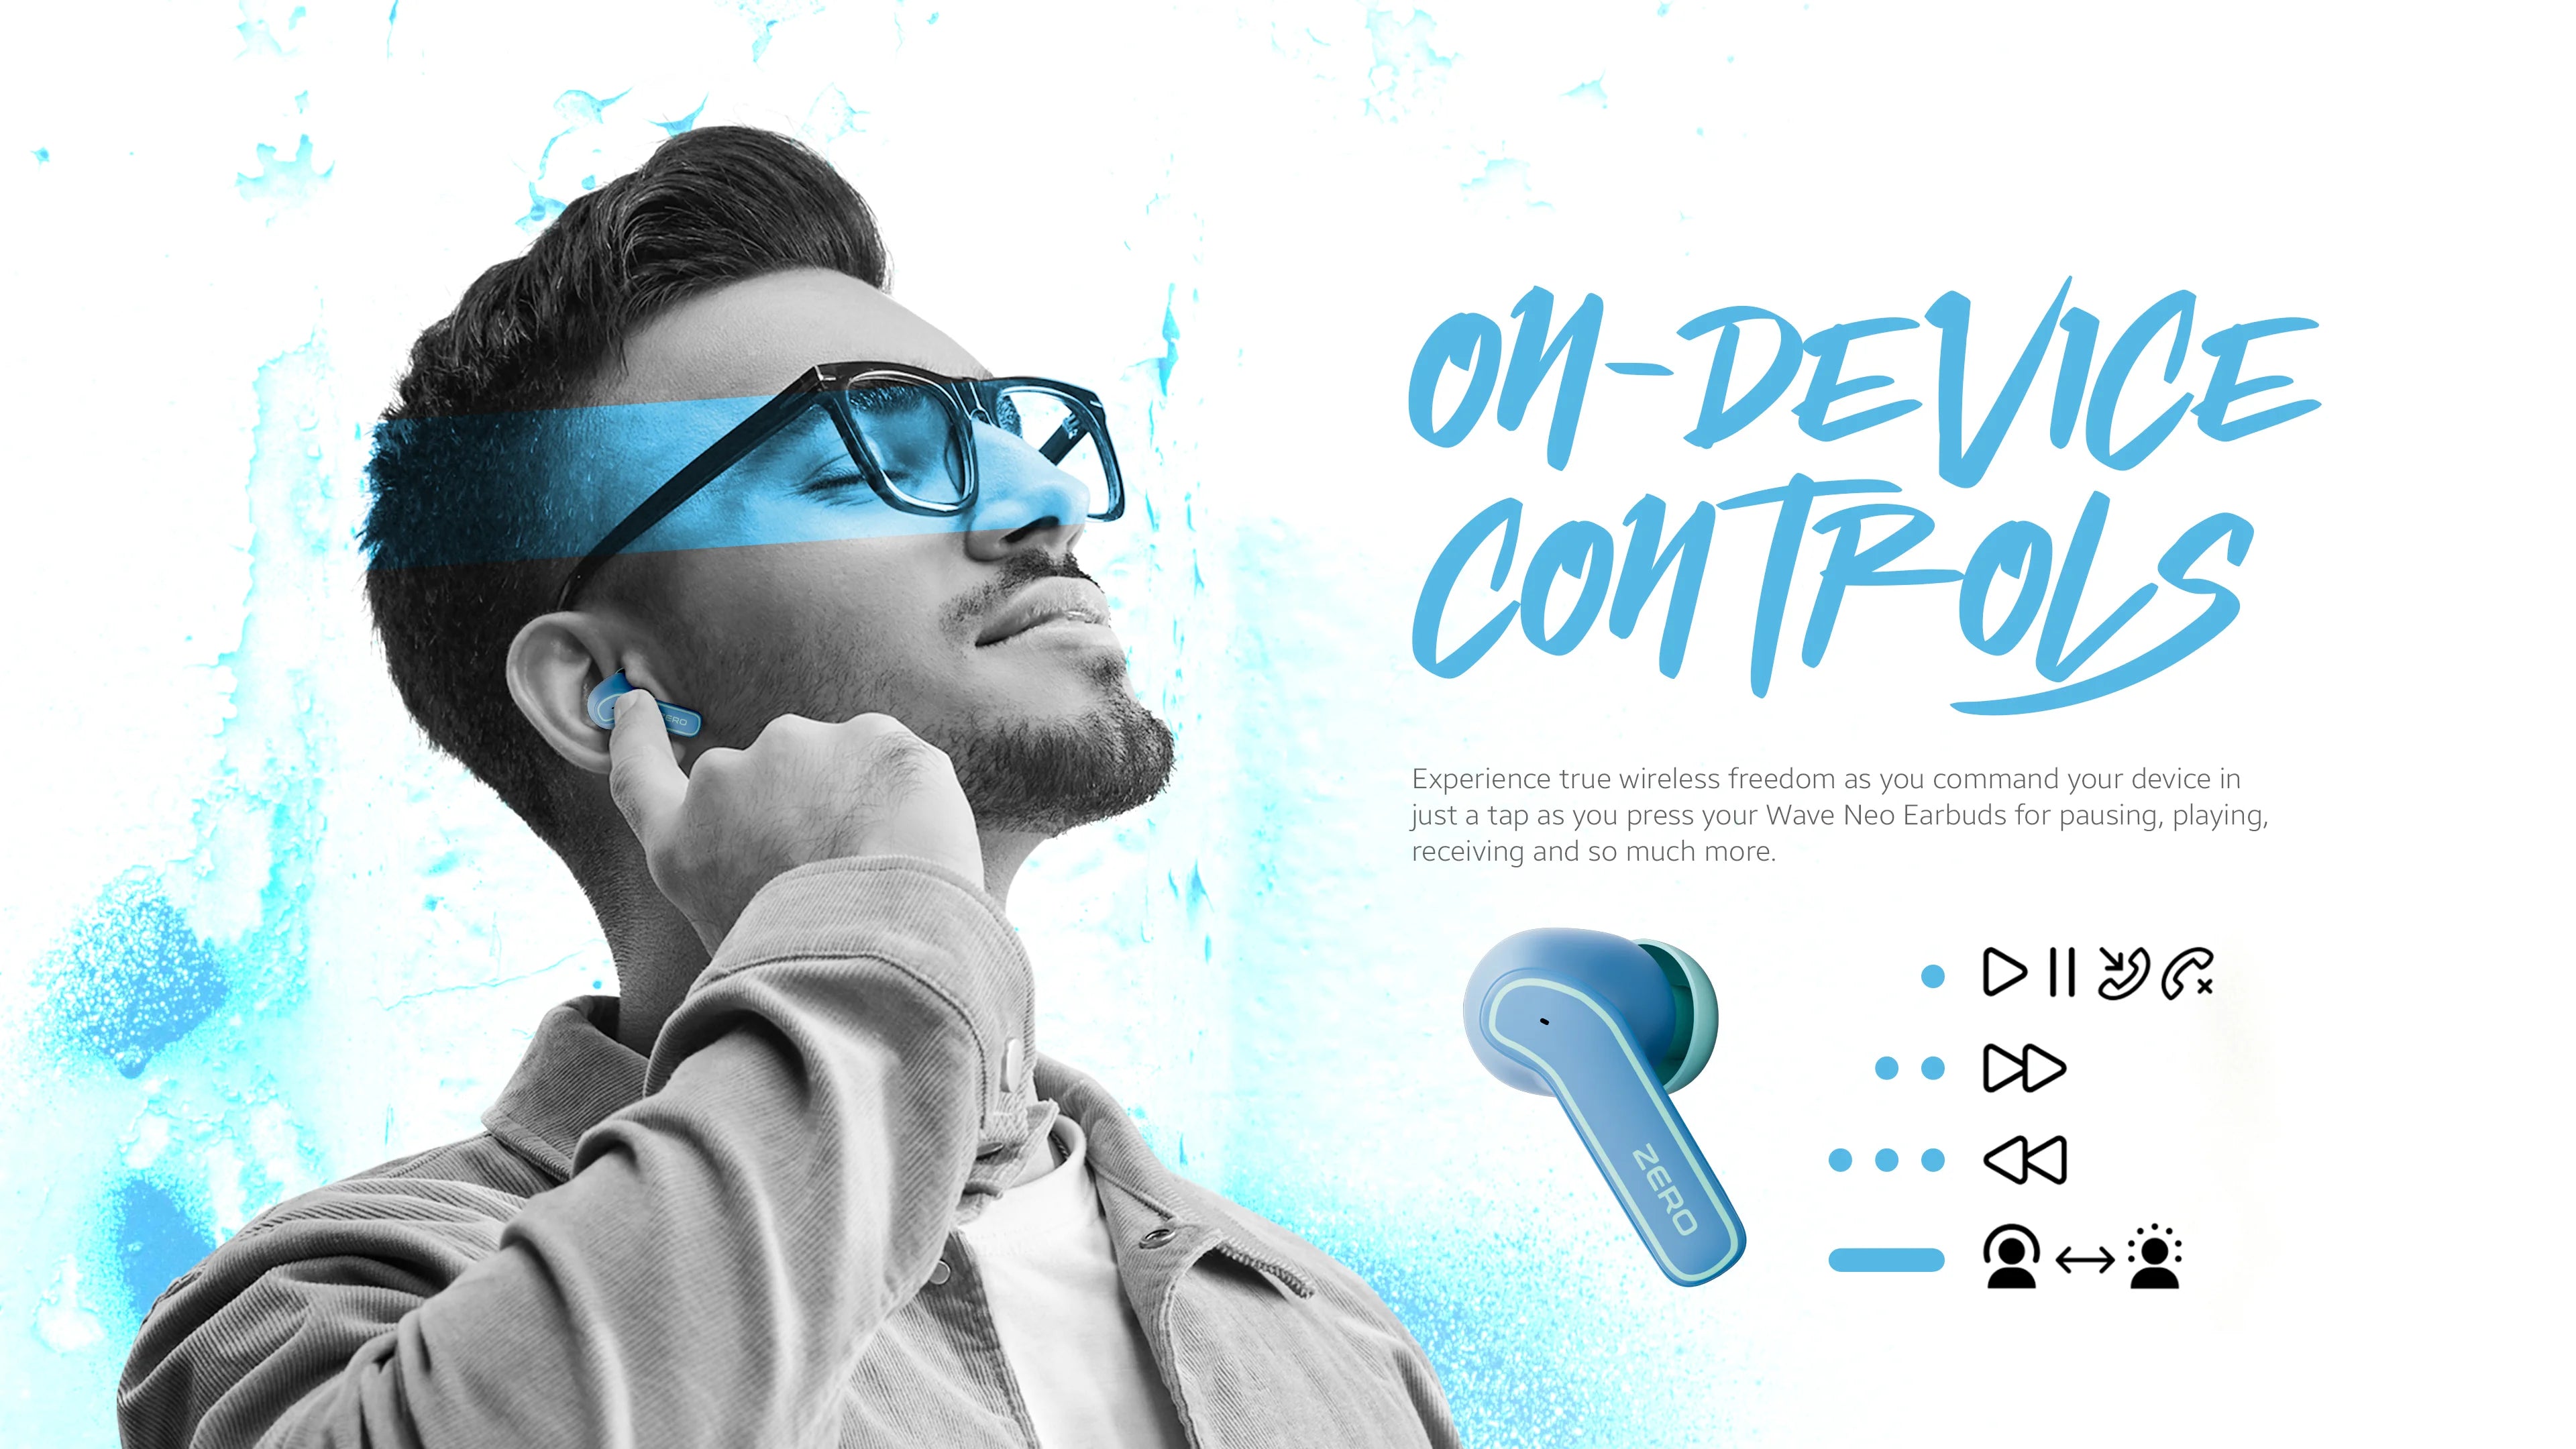 ON-DEVICE
CONTROLS
Experience true wireless freedom as you command your device in
just a tap as you press your Wave Neo Earbuds for pausing, playing,
receiving and so much more.
ZERO
ZERO